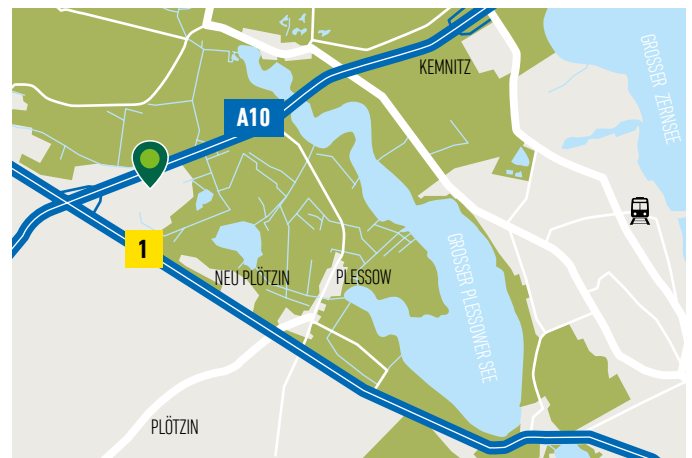 KEMNITZ
GROSSER ZERNSEE
A10
1
NEU PLÖTZIN
PLESSOW
GROSSER PLESSOWER SEE
PLÖTZIN